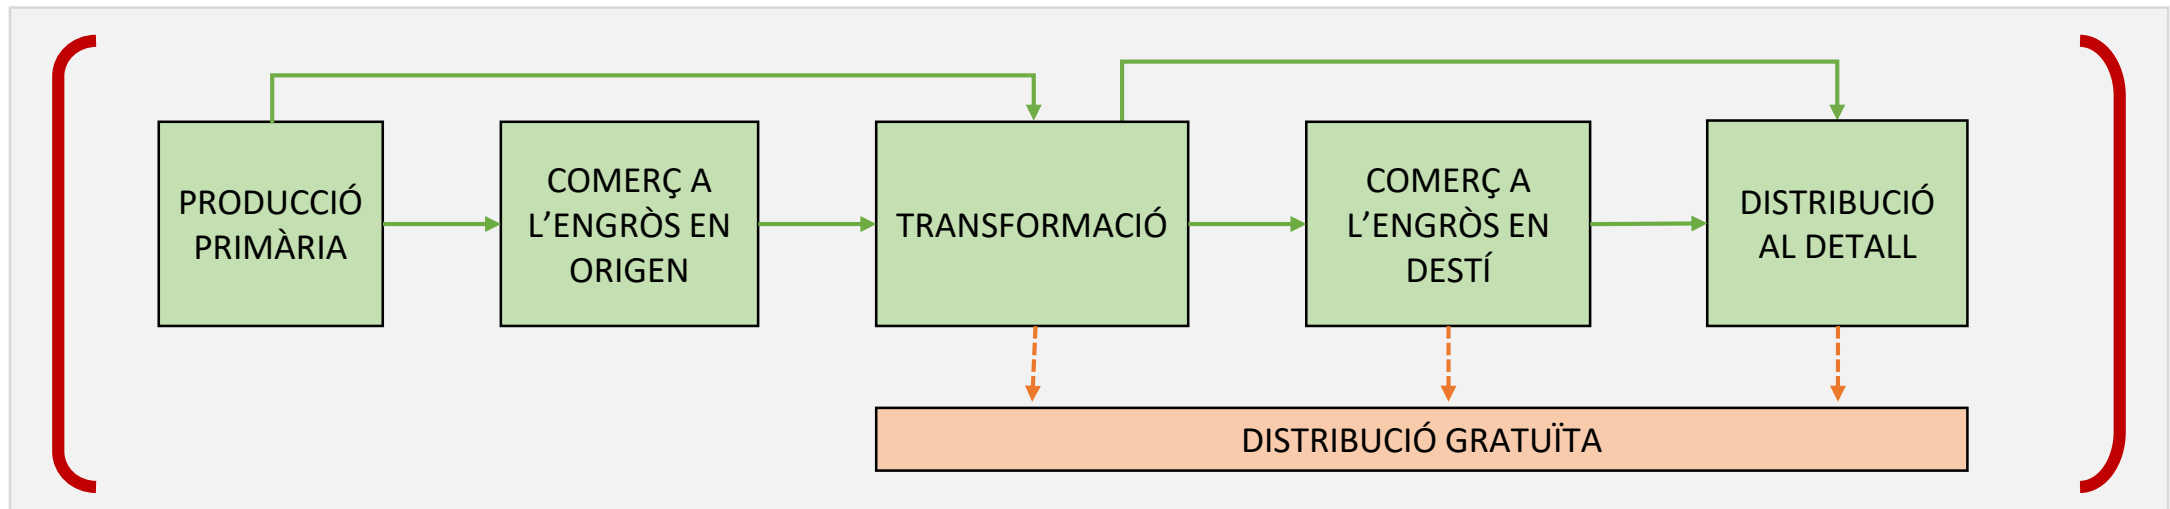 PRODUCCIÓ
PRIMÀRIA
COMERÇ A
L’ENGRÒS EN
ORIGEN
TRANSFORMACIÓ
COMERÇ A
L’ENGRÒS EN
DESTÍ
DISTRIBUCIÓ
AL DETALL
DISTRIBUCIÓ GRATUÏTA